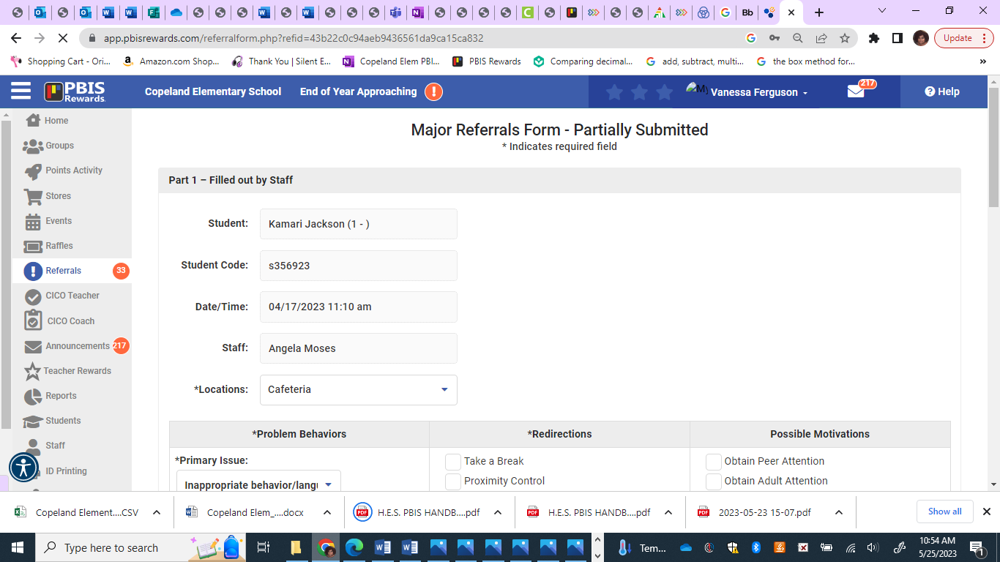 app.pbisrewards.com/referralform.php?refid=43b22c0c94aeb9436561da9ca15ca832
Update
Shopping Cart - Ori...
Amazon.com Shop...
Thank You | Silent E...
Copeland Elem PBI...
PBIS Rewards
Comparing decimal...
add, subtract, multi...
the box method for...
PBIS Rewards.
Copeland Elementary School
End of Year Approaching
Vanessa Ferguson
217
Help
Home
Groups
Points Activity
Stores
Events
Raffles
Referrals
33
CICO Teacher
CICO Coach
Announcements
217
Teacher Rewards
Reports
Students
Staff
ID Printing
Major Referrals Form - Partially Submitted
* Indicates required field
Part 1 – Filled out by Staff
Student:
Kamari Jackson (1 - )
Student Code:
s356923
Date/Time:
04/17/2023 11:10 am
Staff:
Angela Moses
*Locations:
Cafeteria
*Problem Behaviors
*Redirections
Possible Motivations
*Primary Issue:
Take a Break
Obtain Peer Attention
Inappropriate behavior/langu
Proximity Control
Obtain Adult Attention
Copeland Element....CSV
Copeland Elem_....docx
H.E.S. PBIS HANDB....pdf
H.E.S. PBIS HANDB....pdf
2023-05-23 15-07.pdf
Show all
Type here to search
Tem...
10:54 AM
5/25/2023
1